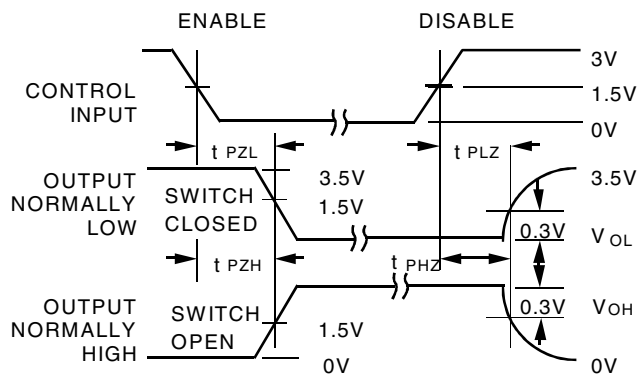 ENABLE DISABLE
3V
CONTROL INPUT
1.5V
0V
t PZL
t PLZ
OUTPUT NORMALLY LOW
SWITCH CLOSED
3.5V
1.5V
3.5V
0.3V
VOL
t PZH
t PHZ
OUTPUT NORMALLY HIGH
SWITCH OPEN
1.5V
0V
0.3V
VOH
0V